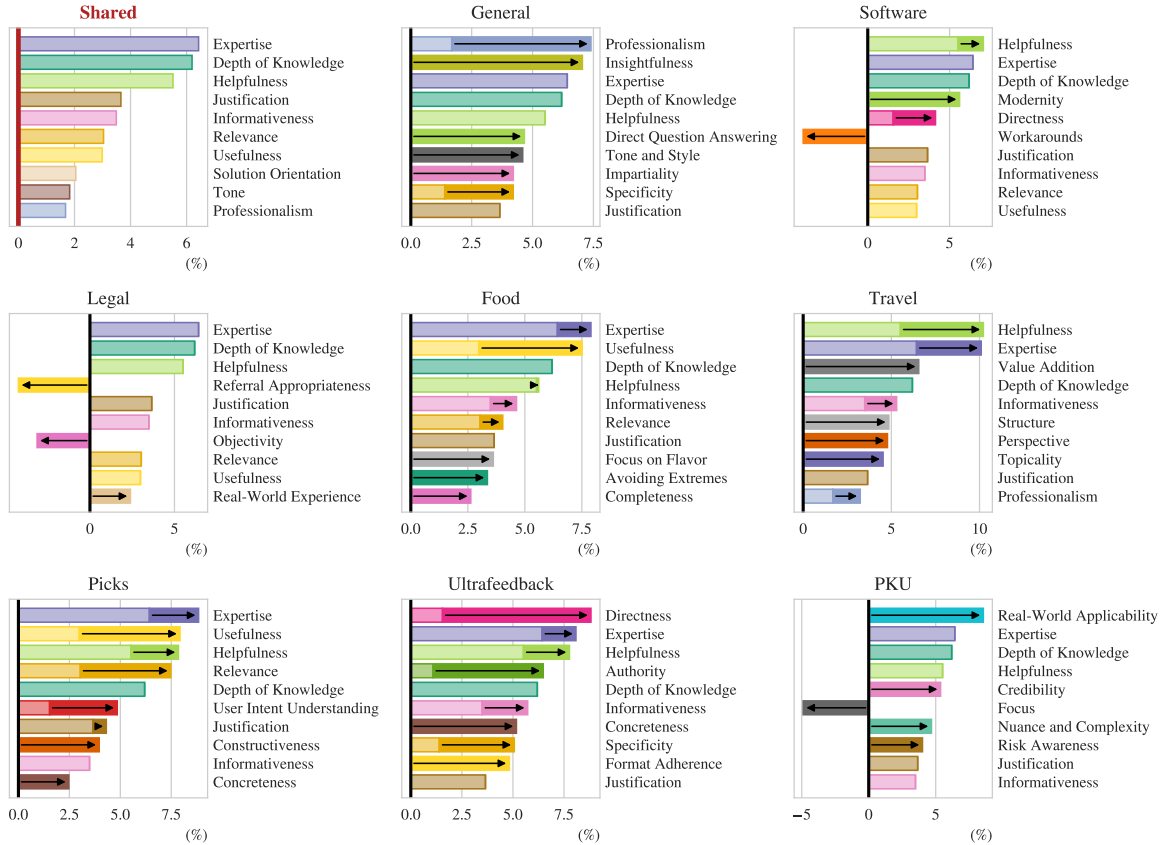 Shared
Expertise
Depth of Knowledge
Helpfulness
Justification
Informativeness
Relevance
Usefulness
Solution Orientation
Tone
Professionalism
0 2 4 6
(%)
General
Professionalism
Insightfulness
Expertise
Depth of Knowledge
Helpfulness
Direct Question Answering
Tone and Style
Impartiality
Specificity
Justification
0.0 2.5 5.0 7.5
(%)
Software
Helpfulness
Expertise
Depth of Knowledge
Modernity
Directness
Workarounds
Justification
Informativeness
Relevance
Usefulness
0 5
(%)
Legal
Expertise
Depth of Knowledge
Helpfulness
Referral Appropriateness
Justification
Informativeness
Objectivity
Relevance
Usefulness
Real-World Experience
0 5
(%)
Food
Expertise
Usefulness
Depth of Knowledge
Helpfulness
Informativeness
Relevance
Justification
Focus on Flavor
Avoiding Extremes
Completeness
0.0 2.5 5.0 7.5
(%)
Travel
Helpfulness
Expertise
Value Addition
Depth of Knowledge
Informativeness
Structure
Perspective
Topicality
Justification
Professionalism
0 5 10
(%)
Picks
Expertise
Usefulness
Helpfulness
Relevance
Depth of Knowledge
User Intent Understanding
Justification
Constructiveness
Informativeness
Concreteness
0.0 2.5 5.0 7.5
(%)
Ultrafeedback
Directness
Expertise
Helpfulness
Authority
Depth of Knowledge
Informativeness
Concreteness
Specificity
Format Adherence
Justification
0.0 2.5 5.0 7.5
(%)
PKU
Real-World Applicability
Expertise
Depth of Knowledge
Helpfulness
Credibility
Focus
Nuance and Complexity
Risk Awareness
Justification
Informativeness
−5 0 5
(%)